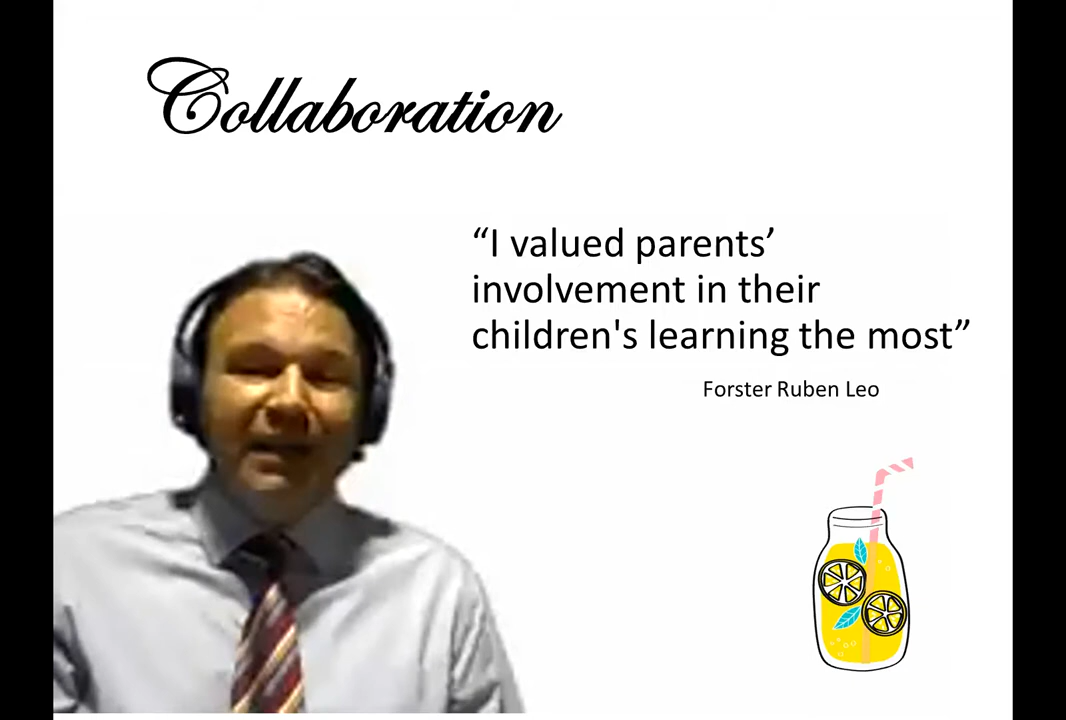 Collaboration
“I valued parents’
involvement in their
children's learning the most”
Forster Ruben Leo